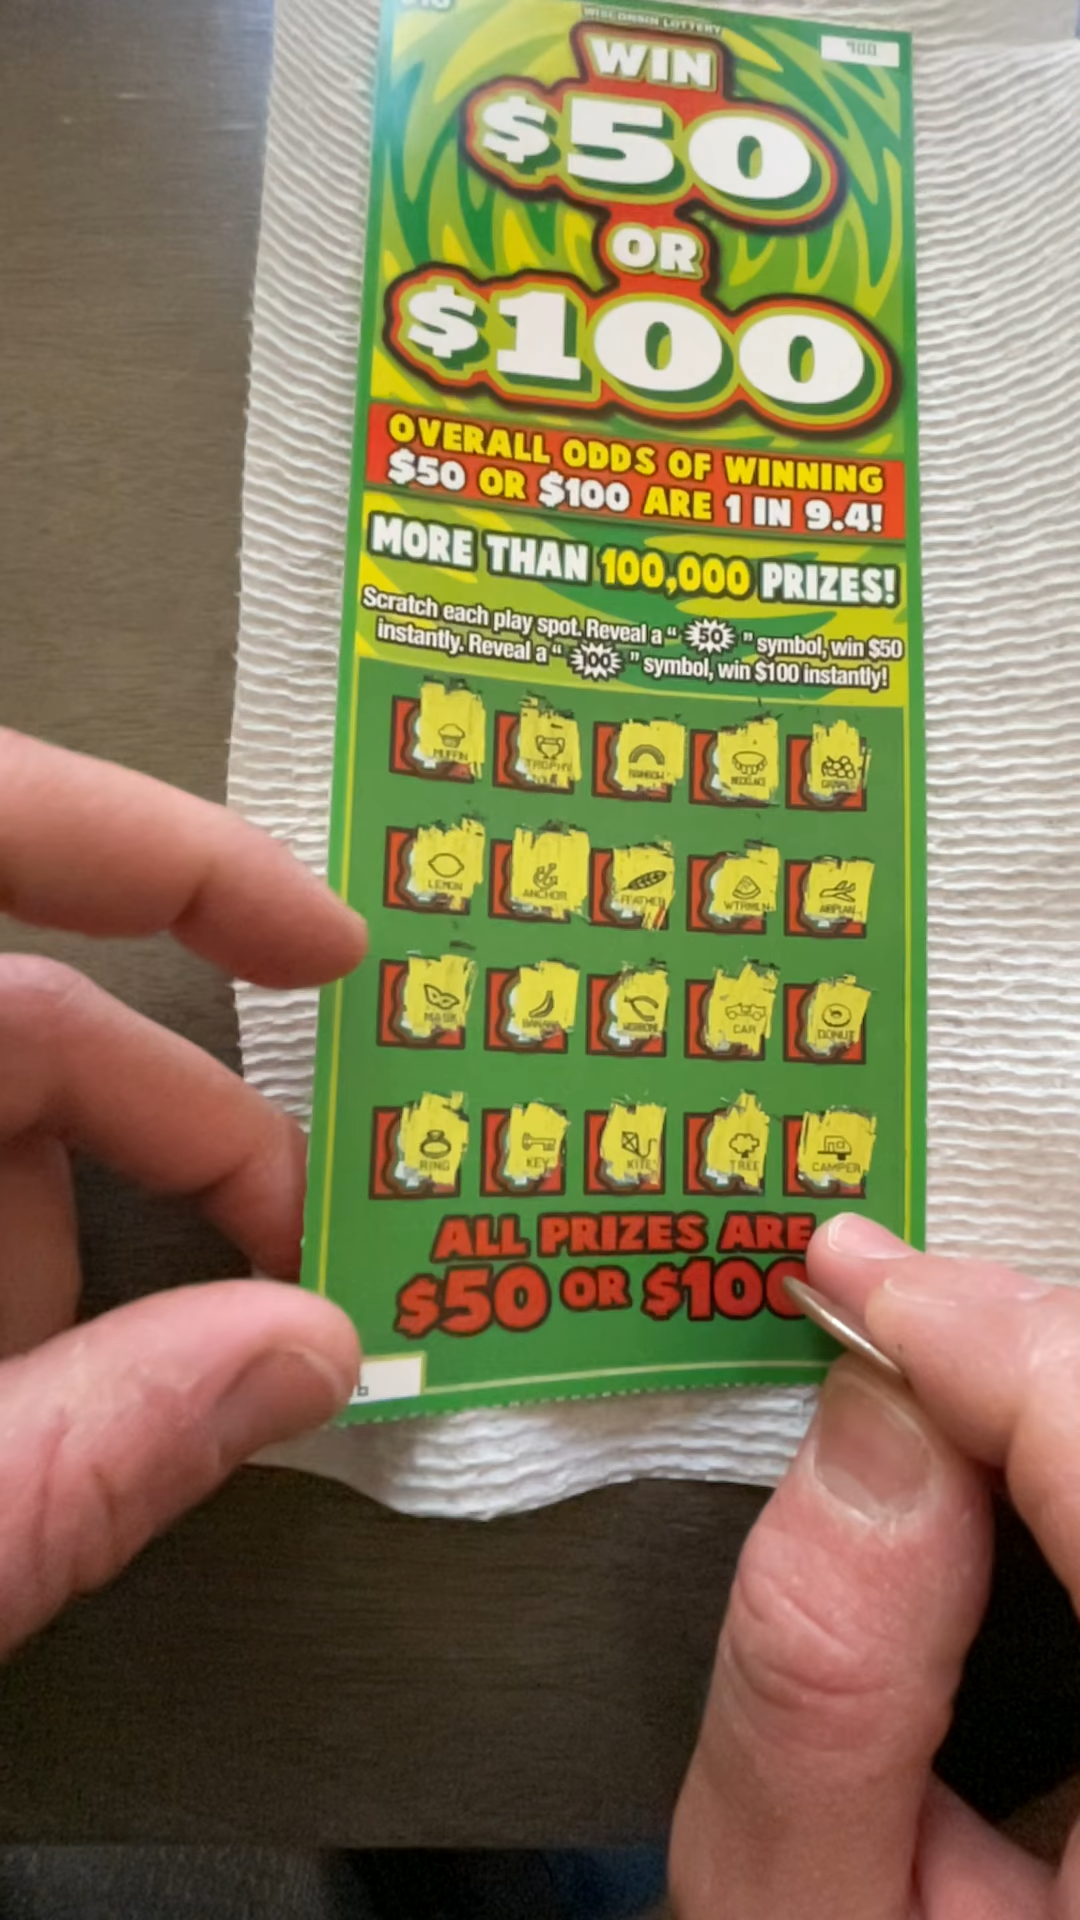 WISCONSIN LOTTERY
900
WIN
$50
OR
$100
OVERALL ODDS OF WINNING
$50 OR $100 ARE 1 IN 9.4!
MORE THAN 100,000 PRIZES!
Scratch each play spot. Reveal a " 50 " symbol, win $50
instantly. Reveal a " 100 " symbol, win $100 instantly!
MUFFIN TROPHY RAINBOW NECKLACE GRAPES
LEMON ANCHOR FEATHER WTRMLN AIRPLAN
MASK BANANA WISHBONE CAR DONUT
RING KEY KITE TREE CAMPER
ALL PRIZES ARE
$50 OR $100